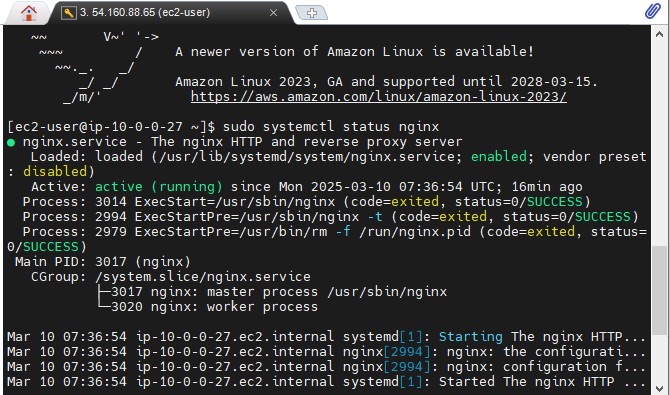 3. 54.160.88.65 (ec2-user)
~~       V~' '->
~~~         /    A newer version of Amazon Linux is available!
~~._.   _/
_/ _/       Amazon Linux 2023, GA and supported until 2028-03-15.
_/m/'           https://aws.amazon.com/linux/amazon-linux-2023/
[ec2-user@ip-10-0-0-27 ~]$ sudo systemctl status nginx
● nginx.service - The nginx HTTP and reverse proxy server
Loaded: loaded (/usr/lib/systemd/system/nginx.service; enabled; vendor preset
: disabled)
Active: active (running) since Mon 2025-03-10 07:36:54 UTC; 16min ago
Process: 3014 ExecStart=/usr/sbin/nginx (code=exited, status=0/SUCCESS)
Process: 2994 ExecStartPre=/usr/sbin/nginx -t (code=exited, status=0/SUCCESS)
Process: 2979 ExecStartPre=/usr/bin/rm -f /run/nginx.pid (code=exited, status=
0/SUCCESS)
Main PID: 3017 (nginx)
CGroup: /system.slice/nginx.service
├─3017 nginx: master process /usr/sbin/nginx
└─3020 nginx: worker process
Mar 10 07:36:54 ip-10-0-0-27.ec2.internal systemd[1]: Starting The nginx HTTP...
Mar 10 07:36:54 ip-10-0-0-27.ec2.internal nginx[2994]: nginx: the configurati...
Mar 10 07:36:54 ip-10-0-0-27.ec2.internal nginx[2994]: nginx: configuration f...
Mar 10 07:36:54 ip-10-0-0-27.ec2.internal systemd[1]: Started The nginx HTTP ...